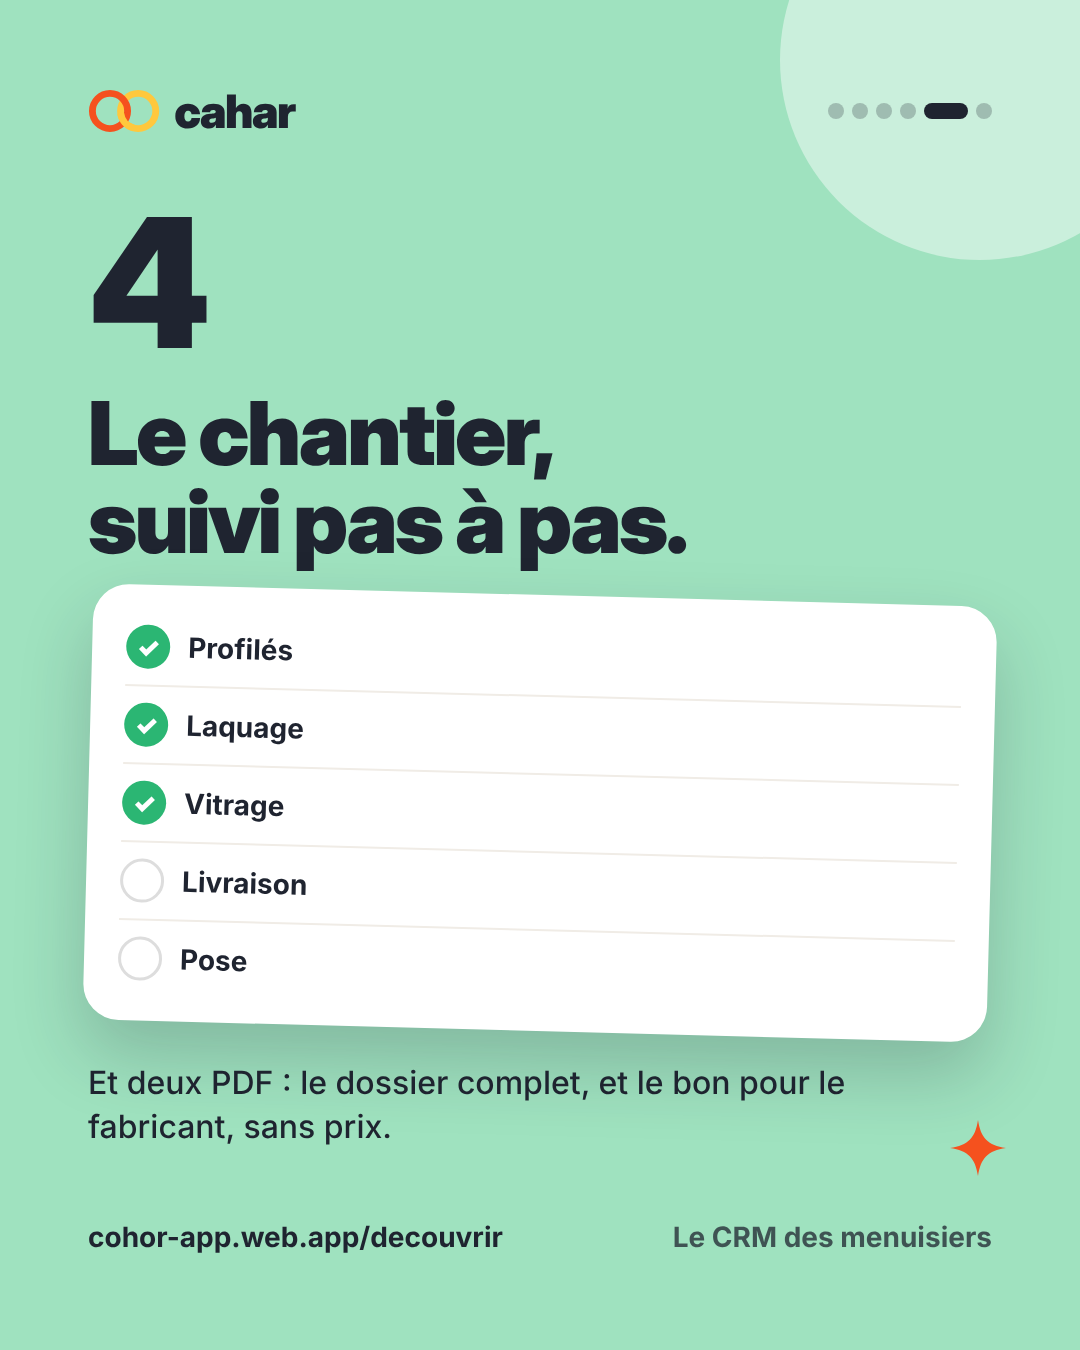 cahar
4
Le chantier,
suivi pas à pas.
Profilés
Laquage
Vitrage
Livraison
Pose
Et deux PDF : le dossier complet, et le bon pour le
fabricant, sans prix.
cohor-app.web.app/decouvrir
Le CRM des menuisiers